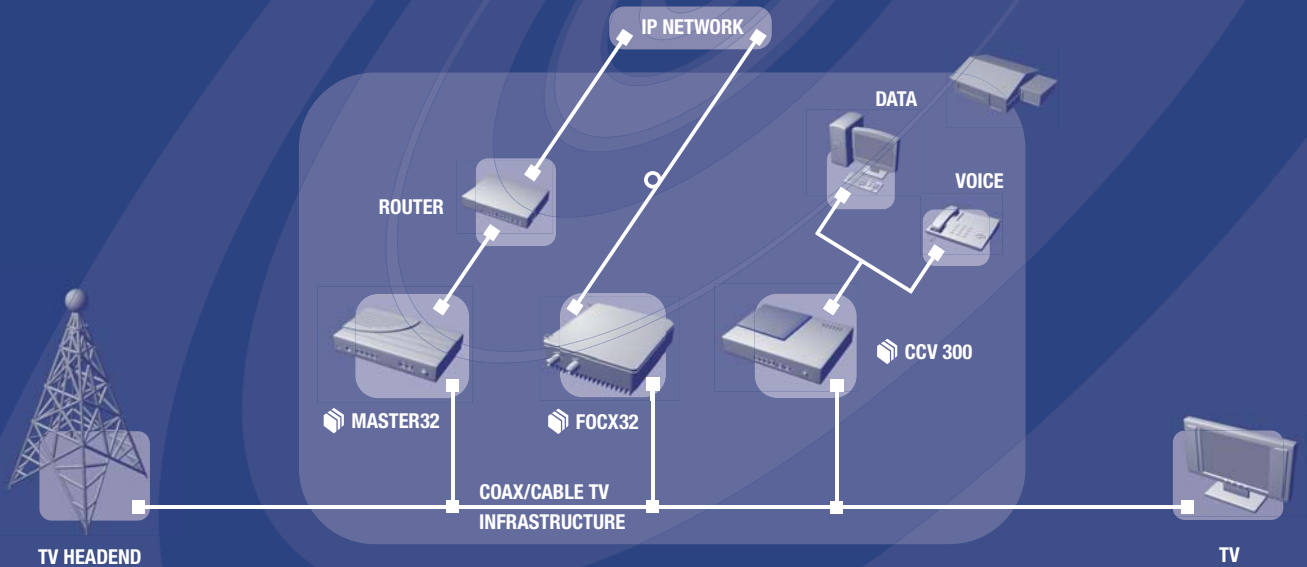 IP NETWORK
DATA
VOICE
ROUTER
CCV 300
MASTER32
FOCX32
COAX/CABLE TV
INFRASTRUCTURE
TV HEADEND
TV